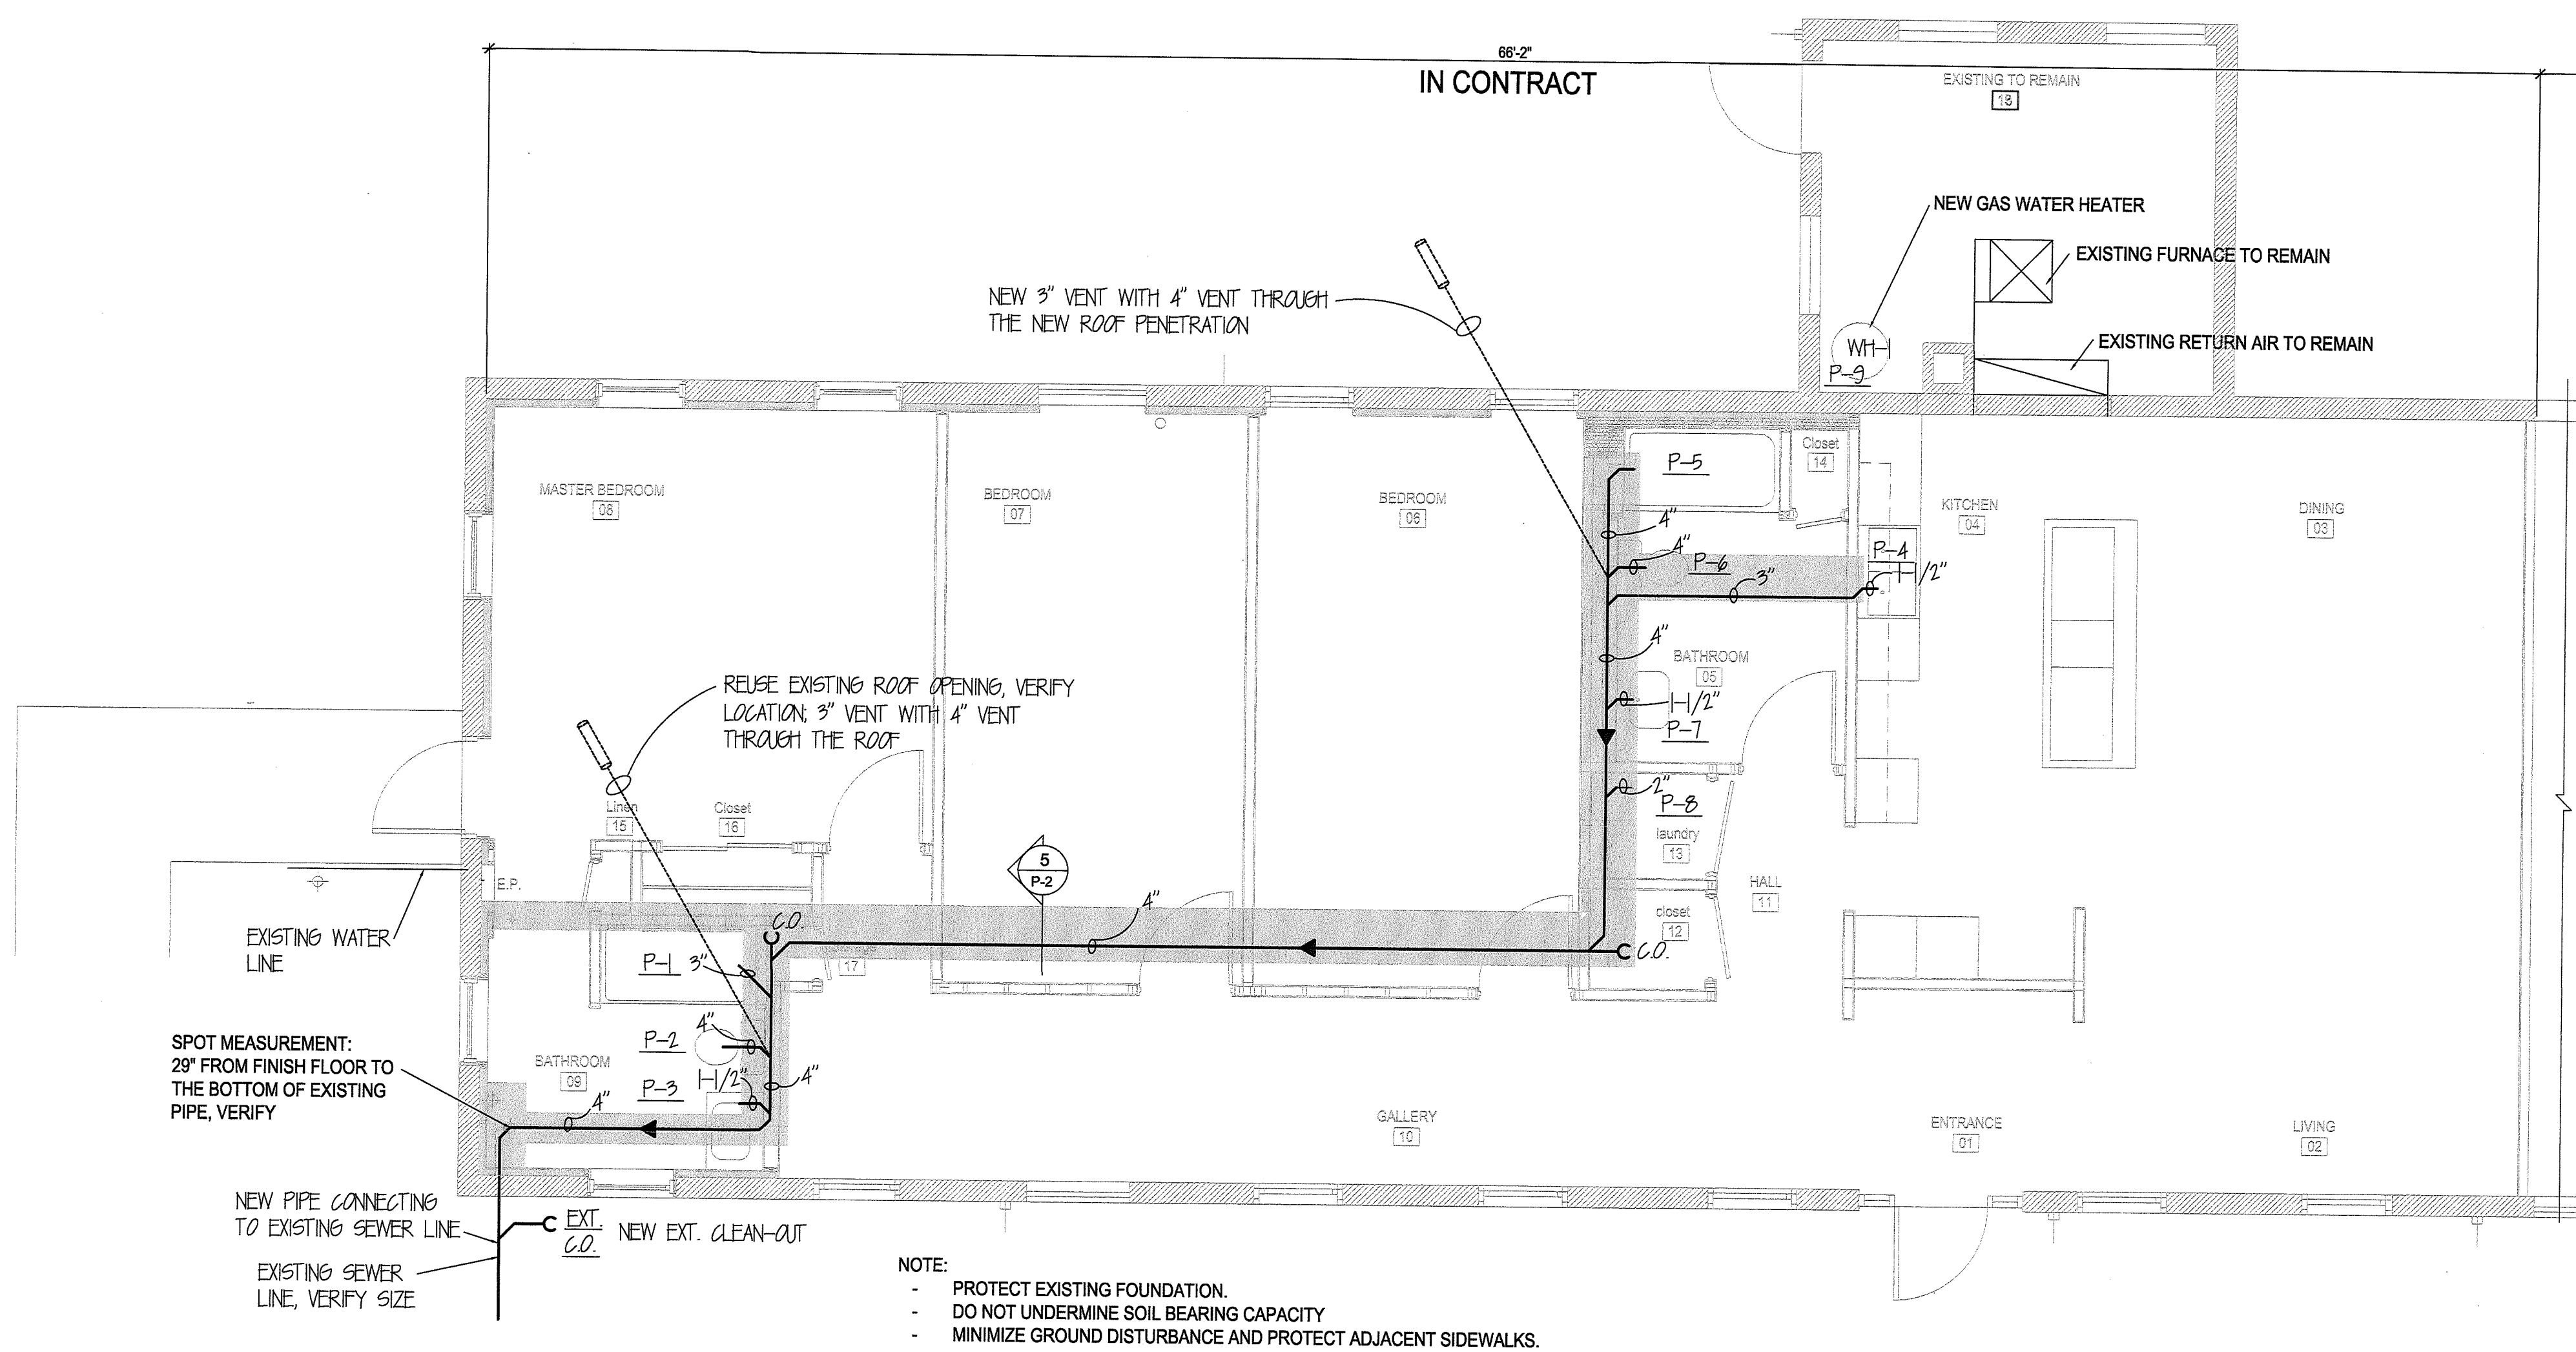 66'-2"
IN CONTRACT
EXISTING TO REMAIN
18
NEW GAS WATER HEATER
EXISTING FURNACE TO REMAIN
EXISTING RETURN AIR TO REMAIN
WH-1
P-9
NEW 3" VENT WITH 4" VENT THROUGH
THE NEW ROOF PENETRATION
MASTER BEDROOM
08
BEDROOM
07
BEDROOM
06
P-5
Closet
14
KITCHEN
04
DINING
03
4"
4"
P-6
3"
P-4
1-1/2"
4"
BATHROOM
05
1-1/2"
P-7
2"
P-8
laundry
13
HALL
11
closet
12
C.O.
REUSE EXISTING ROOF OPENING, VERIFY
LOCATION; 3" VENT WITH 4" VENT
THROUGH THE ROOF
Linen
15
Closet
16
5
P-2
4"
E.P.
C.O.
17
EXISTING WATER
LINE
P-1
3"
SPOT MEASUREMENT:
29" FROM FINISH FLOOR TO
THE BOTTOM OF EXISTING
PIPE, VERIFY
P-2
4"
BATHROOM
09
P-3
1-1/2"
4"
4"
GALLERY
10
ENTRANCE
01
LIVING
02
NEW PIPE CONNECTING
TO EXISTING SEWER LINE
EXT.
C.O.
NEW EXT. CLEAN-OUT
EXISTING SEWER
LINE, VERIFY SIZE
NOTE:
- PROTECT EXISTING FOUNDATION.
- DO NOT UNDERMINE SOIL BEARING CAPACITY
- MINIMIZE GROUND DISTURBANCE AND PROTECT ADJACENT SIDEWALKS.